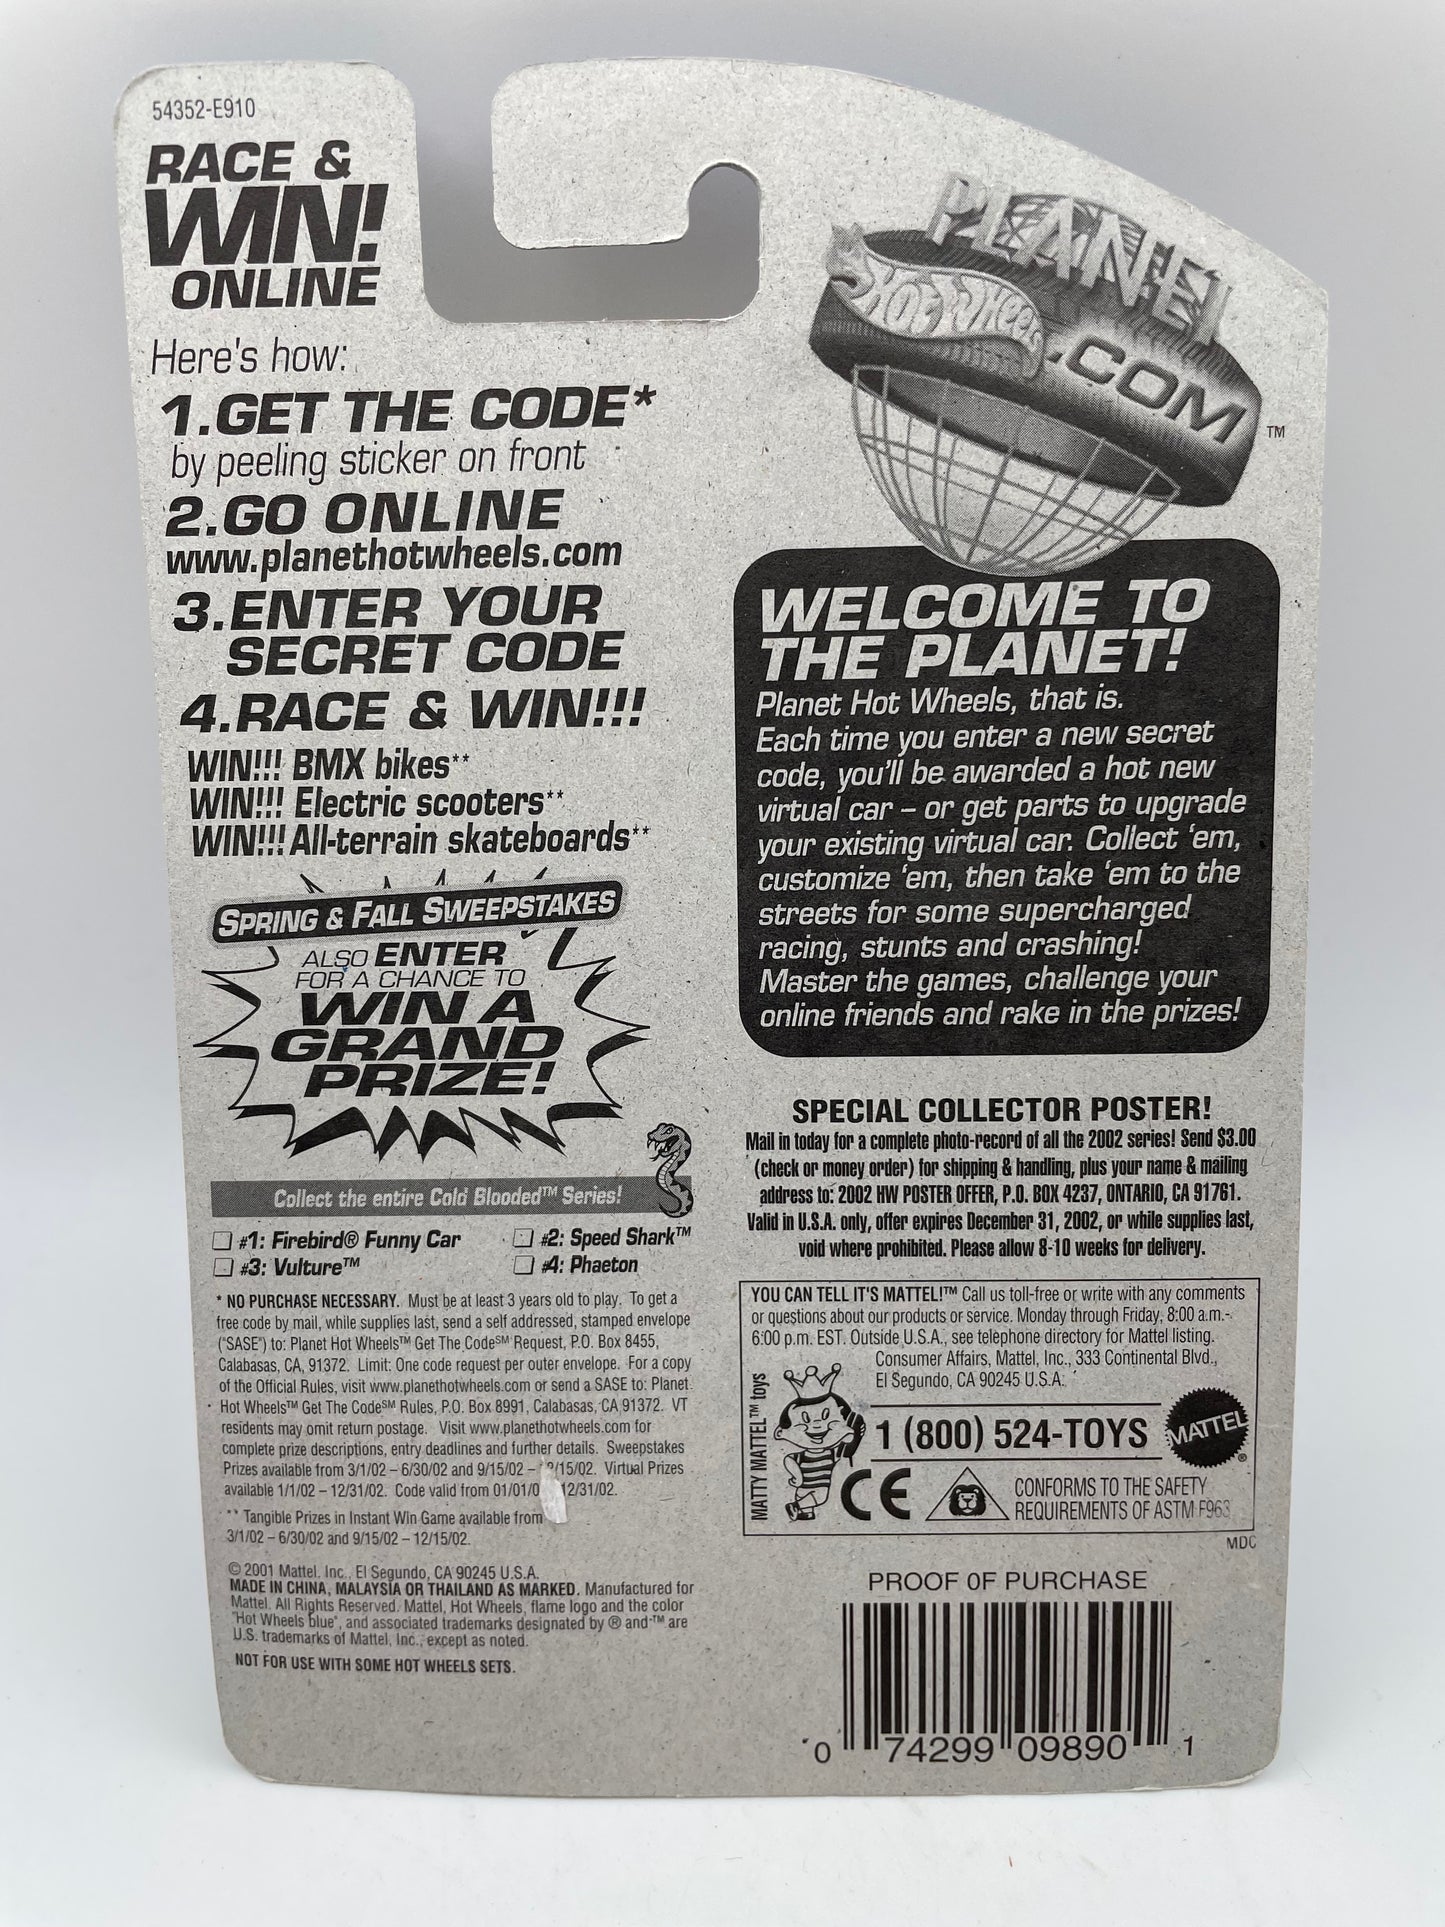 54352-E910
RACE &
WIN!
ONLINE
Here's how:
1.GET THE CODE*
by peeling sticker on front
2.GO ONLINE
www.planethotwheels.com
3.ENTER YOUR
SECRET CODE
4.RACE & WIN!!!
WIN!!! BMX bikes**
WIN!!! Electric scooters**
WIN!!! All-terrain skateboards**
SPRING & FALL SWEEPSTAKES
ALSO ENTER
FOR A CHANCE TO
WIN A
GRAND
PRIZE!
Collect the entire Cold Blooded™ Series!
#1: Firebird® Funny Car
#2: Speed Shark™
#3: Vulture™
#4: Phaeton
* NO PURCHASE NECESSARY. Must be at least 3 years old to play. To get a
free code by mail, while supplies last, send a self addressed, stamped envelope
("SASE") to: Planet Hot Wheels™ Get The Code℠ Request, P.O. Box 8455,
Calabasas, CA, 91372. Limit: One code request per outer envelope. For a copy
of the Official Rules, visit www.planethotwheels.com or send a SASE to: Planet
Hot Wheels™ Get The Code℠ Rules, P.O. Box 8991, Calabasas, CA 91372. VT
residents may omit return postage. Visit www.planethotwheels.com for
complete prize descriptions, entry deadlines and further details. Sweepstakes
Prizes available from 3/1/02 – 6/30/02 and 9/15/02 – 2/15/02. Virtual Prizes
available 1/1/02 – 12/31/02. Code valid from 01/01/0 12/31/02.
** Tangible Prizes in Instant Win Game available from
3/1/02 – 6/30/02 and 9/15/02 – 12/15/02.
© 2001 Mattel, Inc., El Segundo, CA 90245 U.S.A.
MADE IN CHINA, MALAYSIA OR THAILAND AS MARKED. Manufactured for
Mattel. All Rights Reserved. Mattel, Hot Wheels, flame logo and the color
"Hot Wheels blue", and associated trademarks designated by ® and ™ are
U.S. trademarks of Mattel, Inc., except as noted.
NOT FOR USE WITH SOME HOT WHEELS SETS.
PLANET
HOT WHEELS
.COM
™
WELCOME TO
THE PLANET!
Planet Hot Wheels, that is.
Each time you enter a new secret
code, you'll be awarded a hot new
virtual car – or get parts to upgrade
your existing virtual car. Collect 'em,
customize 'em, then take 'em to the
streets for some supercharged
racing, stunts and crashing!
Master the games, challenge your
online friends and rake in the prizes!
SPECIAL COLLECTOR POSTER!
Mail in today for a complete photo-record of all the 2002 series! Send $3.00
(check or money order) for shipping & handling, plus your name & mailing
address to: 2002 HW POSTER OFFER, P.O. BOX 4237, ONTARIO, CA 91761.
Valid in U.S.A. only, offer expires December 31, 2002, or while supplies last,
void where prohibited. Please allow 8-10 weeks for delivery.
YOU CAN TELL IT'S MATTEL!™ Call us toll-free or write with any comments
or questions about our products or service. Monday through Friday, 8:00 a.m.-
6:00 p.m. EST. Outside U.S.A., see telephone directory for Mattel listing.
Consumer Affairs, Mattel, Inc., 333 Continental Blvd.,
El Segundo, CA 90245 U.S.A.
MATTY MATTEL™ toys
1 (800) 524-TOYS
MATTEL
®
CE
CONFORMS TO THE SAFETY
REQUIREMENTS OF ASTM F963
MDC
PROOF OF PURCHASE
0 74299 09890 1